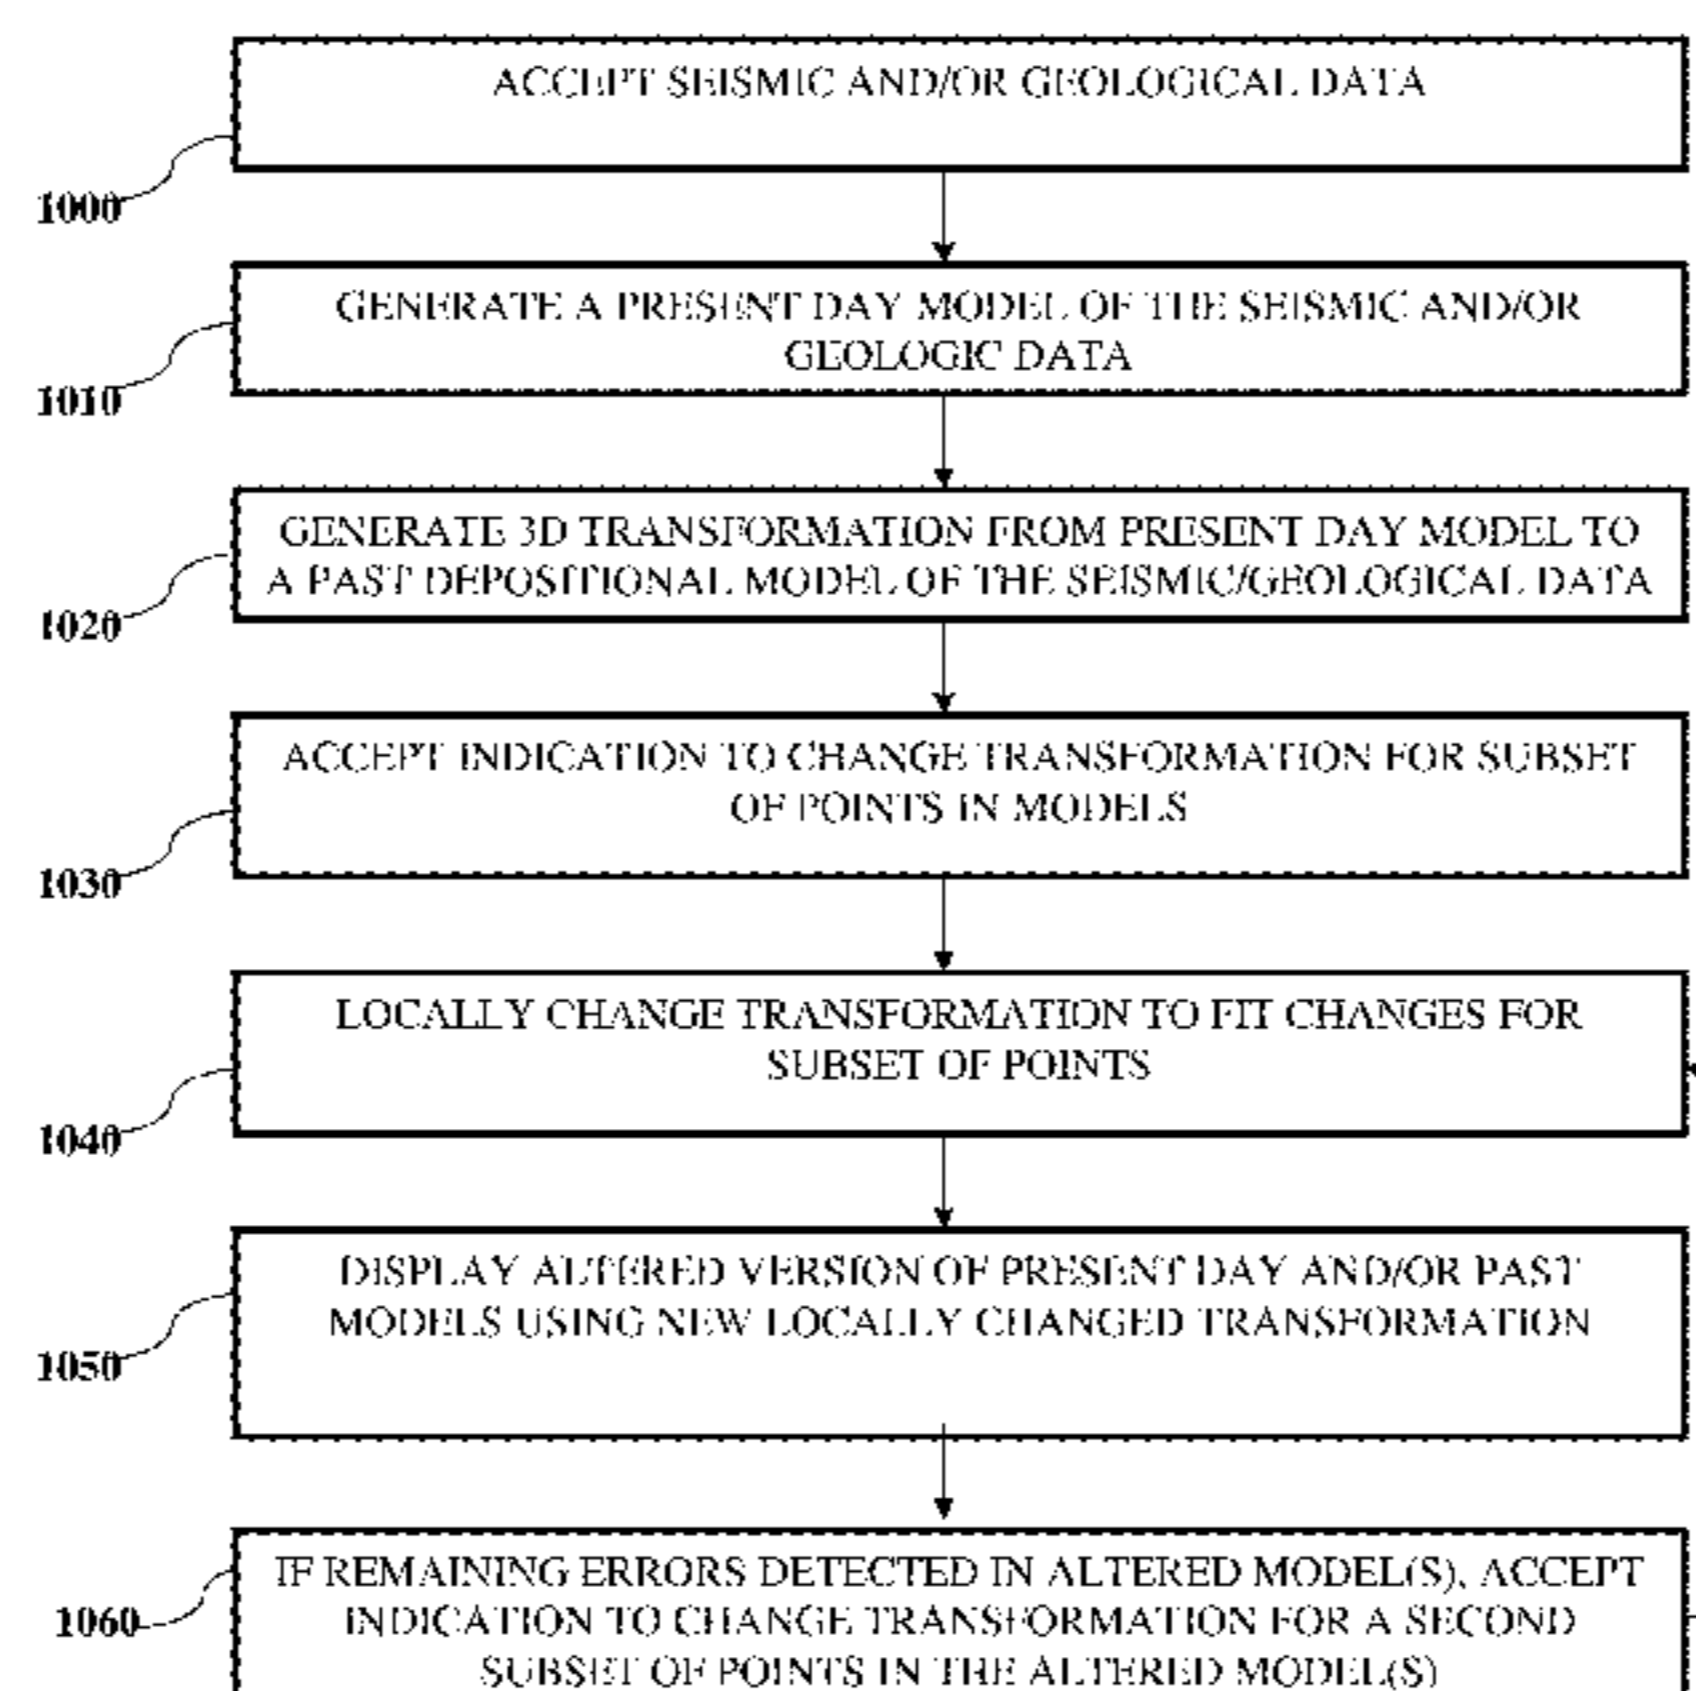 ACCEPT SEISMIC AND/OR GEOLOGICAL DATA
1000
GENERATE A PRESENT DAY MODEL OF THE SEISMIC AND/OR
GEOLOGIC DATA
1010
GENERATE 3D TRANSFORMATION FROM PRESENT DAY MODEL TO
A PAST DEPOSITIONAL MODEL OF THE SEISMIC/GEOLOGICAL DATA
1020
ACCEPT INDICATION TO CHANGE TRANSFORMATION FOR SUBSET
OF POINTS IN MODELS
1030
LOCALLY CHANGE TRANSFORMATION TO FIT CHANGES FOR
SUBSET OF POINTS
1040
DISPLAY ALTERED VERSION OF PRESENT DAY AND/OR PAST
MODELS USING NEW LOCALLY CHANGED TRANSFORMATION
1050
IF REMAINING ERRORS DETECTED IN ALTERED MODEL(S), ACCEPT
INDICATION TO CHANGE TRANSFORMATION FOR A SECOND
SUBSET OF POINTS IN THE ALTERED MODEL(S)
1060